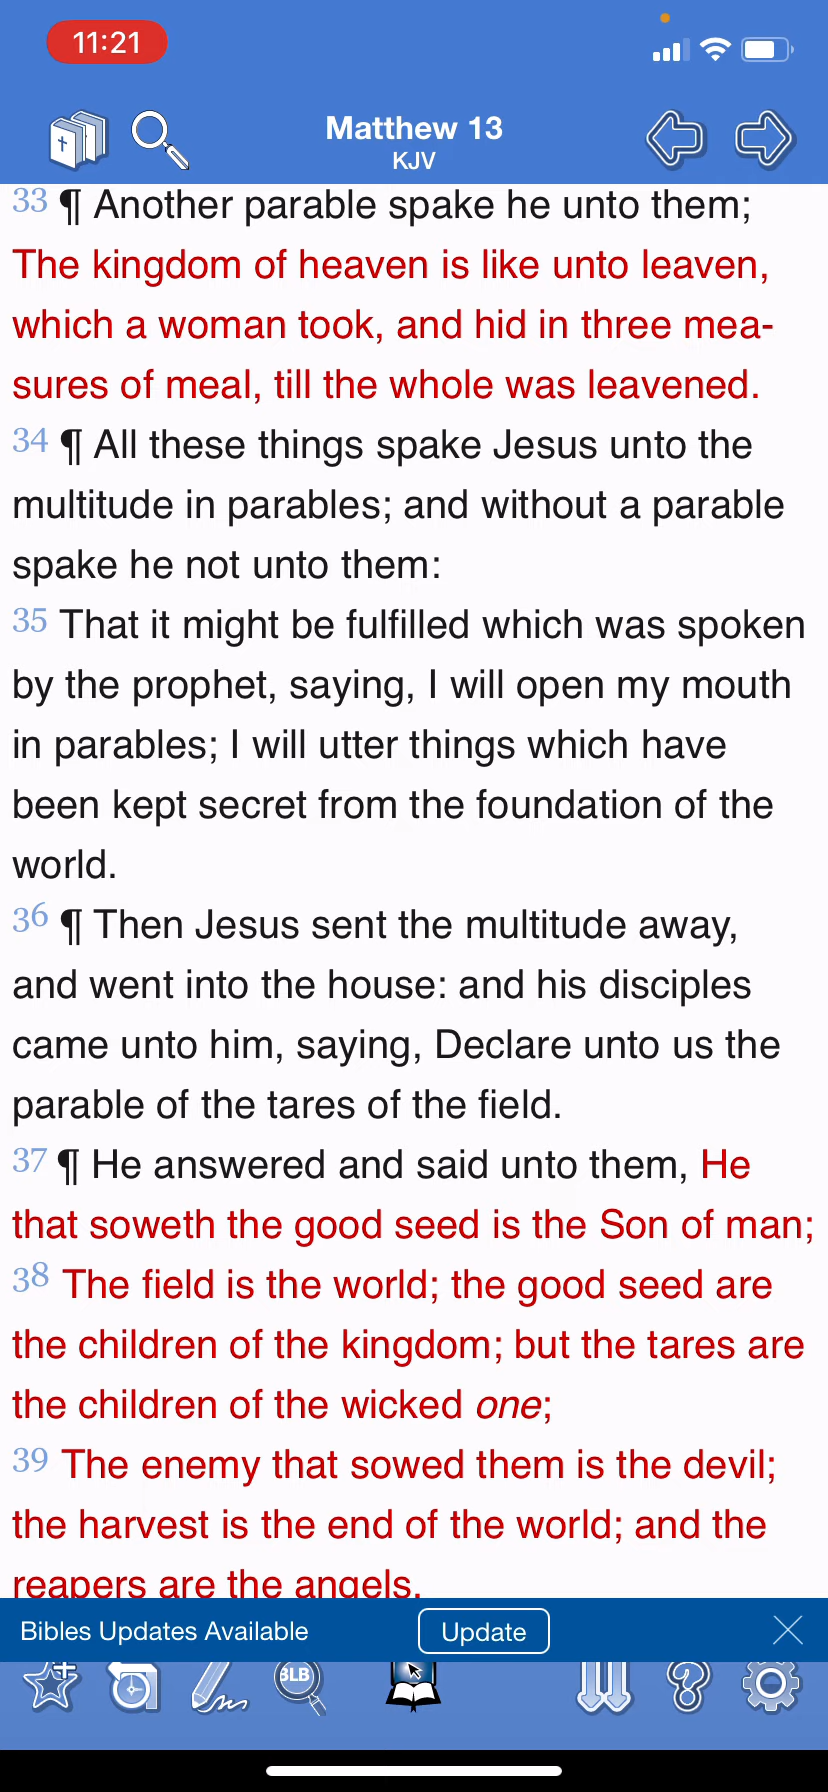 11:21
Matthew 13
KJV
33 ¶ Another parable spake he unto them;
The kingdom of heaven is like unto leaven,
which a woman took, and hid in three mea-
sures of meal, till the whole was leavened.
34 ¶ All these things spake Jesus unto the
multitude in parables; and without a parable
spake he not unto them:
35 That it might be fulfilled which was spoken
by the prophet, saying, I will open my mouth
in parables; I will utter things which have
been kept secret from the foundation of the
world.
36 ¶ Then Jesus sent the multitude away,
and went into the house: and his disciples
came unto him, saying, Declare unto us the
parable of the tares of the field.
37 ¶ He answered and said unto them, He
that soweth the good seed is the Son of man;
38 The field is the world; the good seed are
the children of the kingdom; but the tares are
the children of the wicked one;
39 The enemy that sowed them is the devil;
the harvest is the end of the world; and the
reapers are the angels.
Bibles Updates Available
Update
BLB